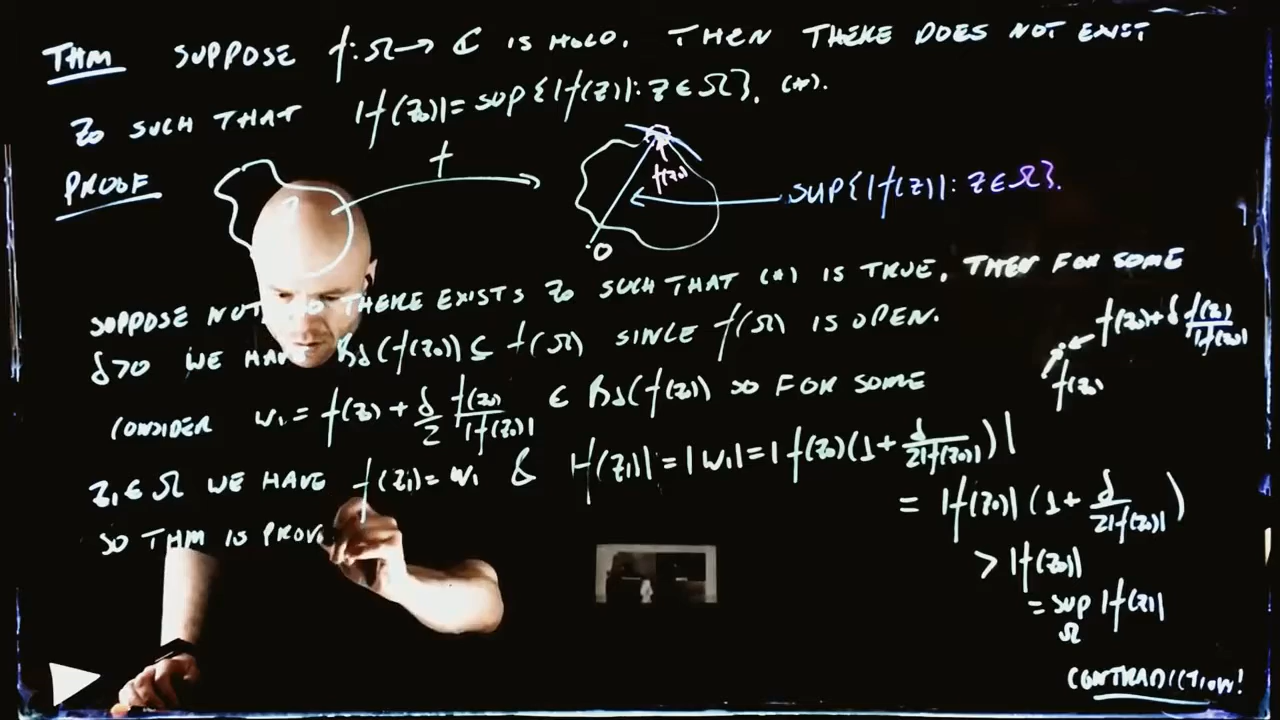 THM SUPPOSE f: Ω → ℂ IS HOLO. THEN THERE DOES NOT EXIST
z₀ SUCH THAT |f(z₀)| = SUP{|f(z)| : z ∈ Ω}. (*).
PROOF
f
f(z₀)
SUP{|f(z)| : z ∈ Ω}.
0
SUPPOSE NOT SO THERE EXISTS z₀ SUCH THAT (*) IS TRUE. THEN FOR SOME
δ > 0 WE HAVE B_δ(f(z₀)) ⊆ f(Ω) SINCE f(Ω) IS OPEN.
f(z₀) + δ f(z₀)/|f(z₀)|
f(z₀)
CONSIDER w₁ = f(z₀) + δ/2 f(z₀)/|f(z₀)| ∈ B_δ(f(z₀)) SO FOR SOME
z₁ ∈ Ω WE HAVE f(z₁) = w₁ & |f(z₁)| = |w₁| = |f(z₀)(1 + δ/2|f(z₀)|)|
= |f(z₀)| (1 + δ/2|f(z₀)|)
SO THM IS PROV
> |f(z₀)|
= SUP_Ω |f(z)|
CONTRADICTION!